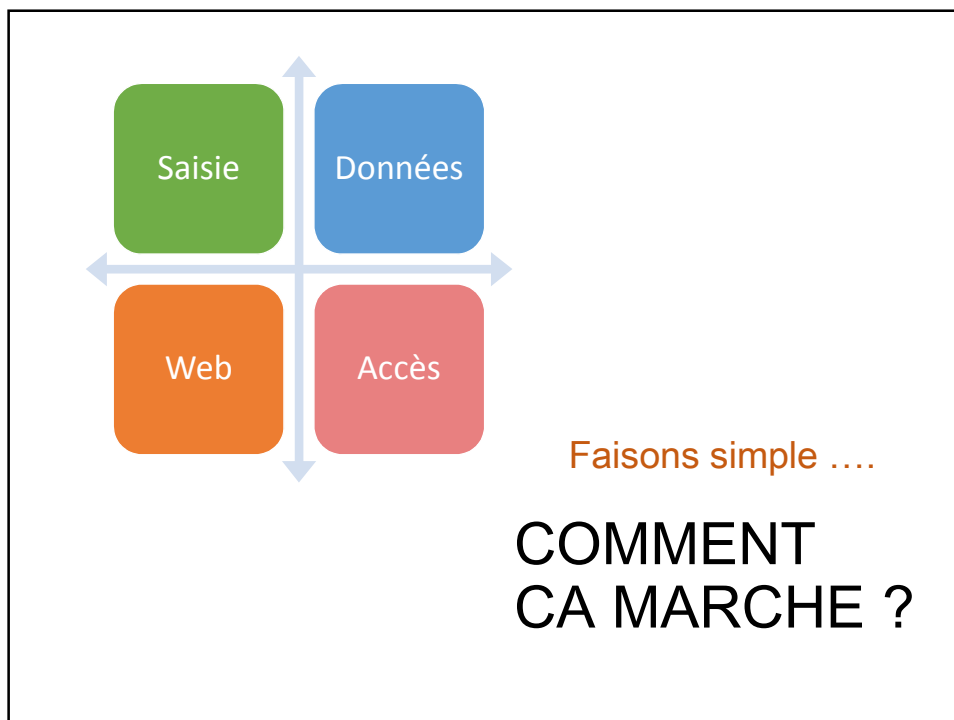 Saisie
Données
Web
Accès
Faisons simple ....
COMMENT
CA MARCHE ?